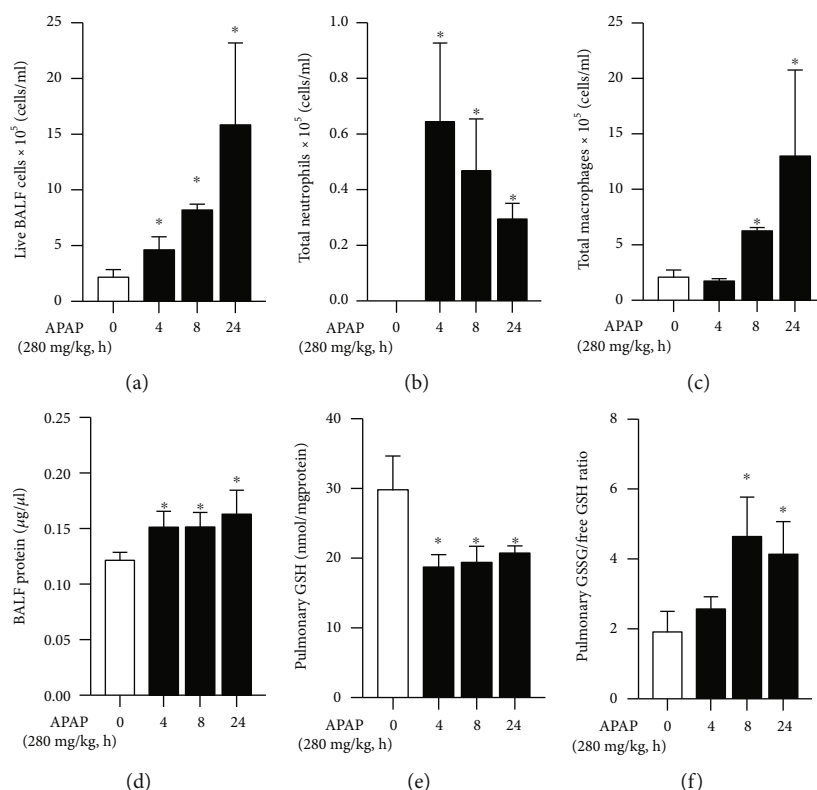 Live BALF cells × 10⁵ (cells/ml)
25
20
15
10
5
0
*
*
*
APAP 0 4 8 24
(280 mg/kg, h)
(a)
Total neutrophils × 10⁵ (cells/ml)
1.0
0.8
0.6
0.4
0.2
0.0
*
*
*
APAP 0 4 8 24
(280 mg/kg, h)
(b)
Total macrophages × 10⁵ (cells/ml)
25
20
15
10
5
0
*
*
APAP 0 4 8 24
(280 mg/kg, h)
(c)
BALF protein (μg/μl)
0.25
0.20
0.15
0.10
0.05
0.00
*
*
*
APAP 0 4 8 24
(280 mg/kg, h)
(d)
Pulmonary GSH (nmol/mgprotein)
40
30
20
10
0
*
*
*
APAP 0 4 8 24
(280 mg/kg, h)
(e)
Pulmonary GSSG/free GSH ratio
8
6
4
2
0
*
*
APAP 0 4 8 24
(280 mg/kg, h)
(f)